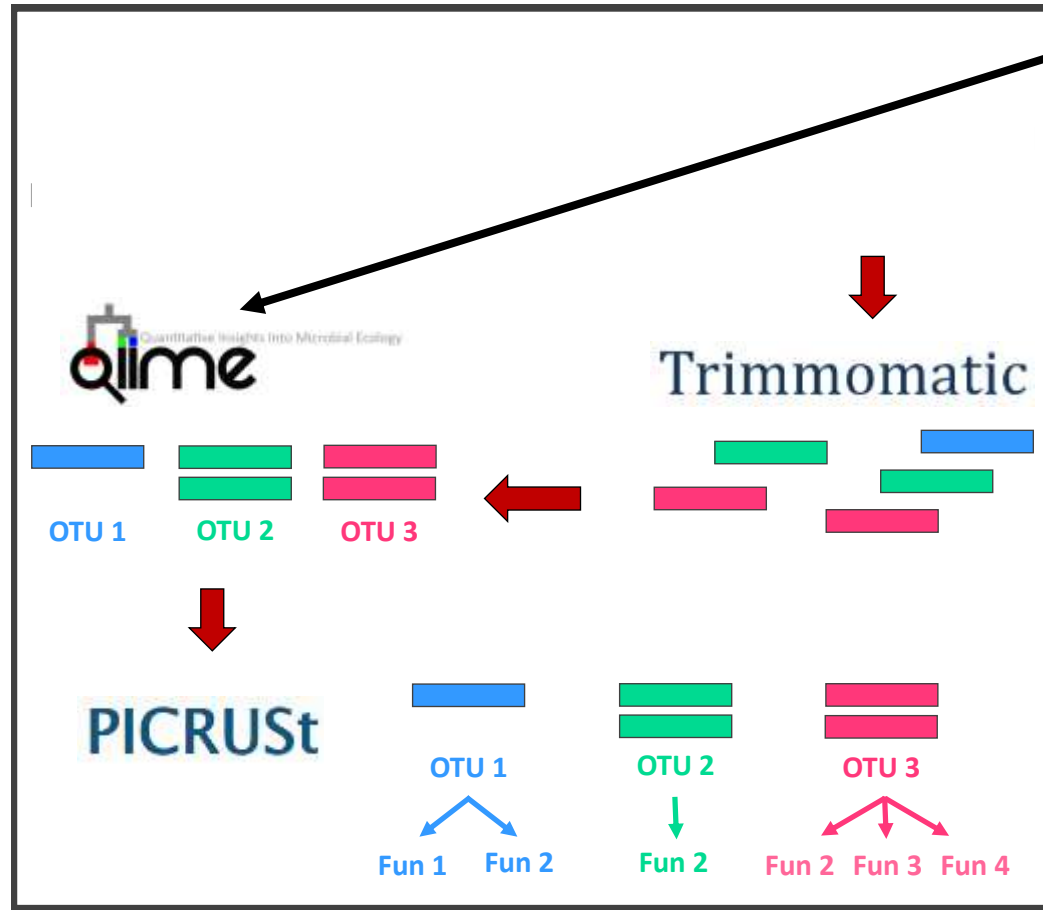 Quantitative Insights Into Microbial Ecology
qiime
Trimmomatic
OTU 1 OTU 2 OTU 3
PICRUSt
OTU 1 OTU 2 OTU 3
Fun 1 Fun 2 Fun 2 Fun 2 Fun 3 Fun 4